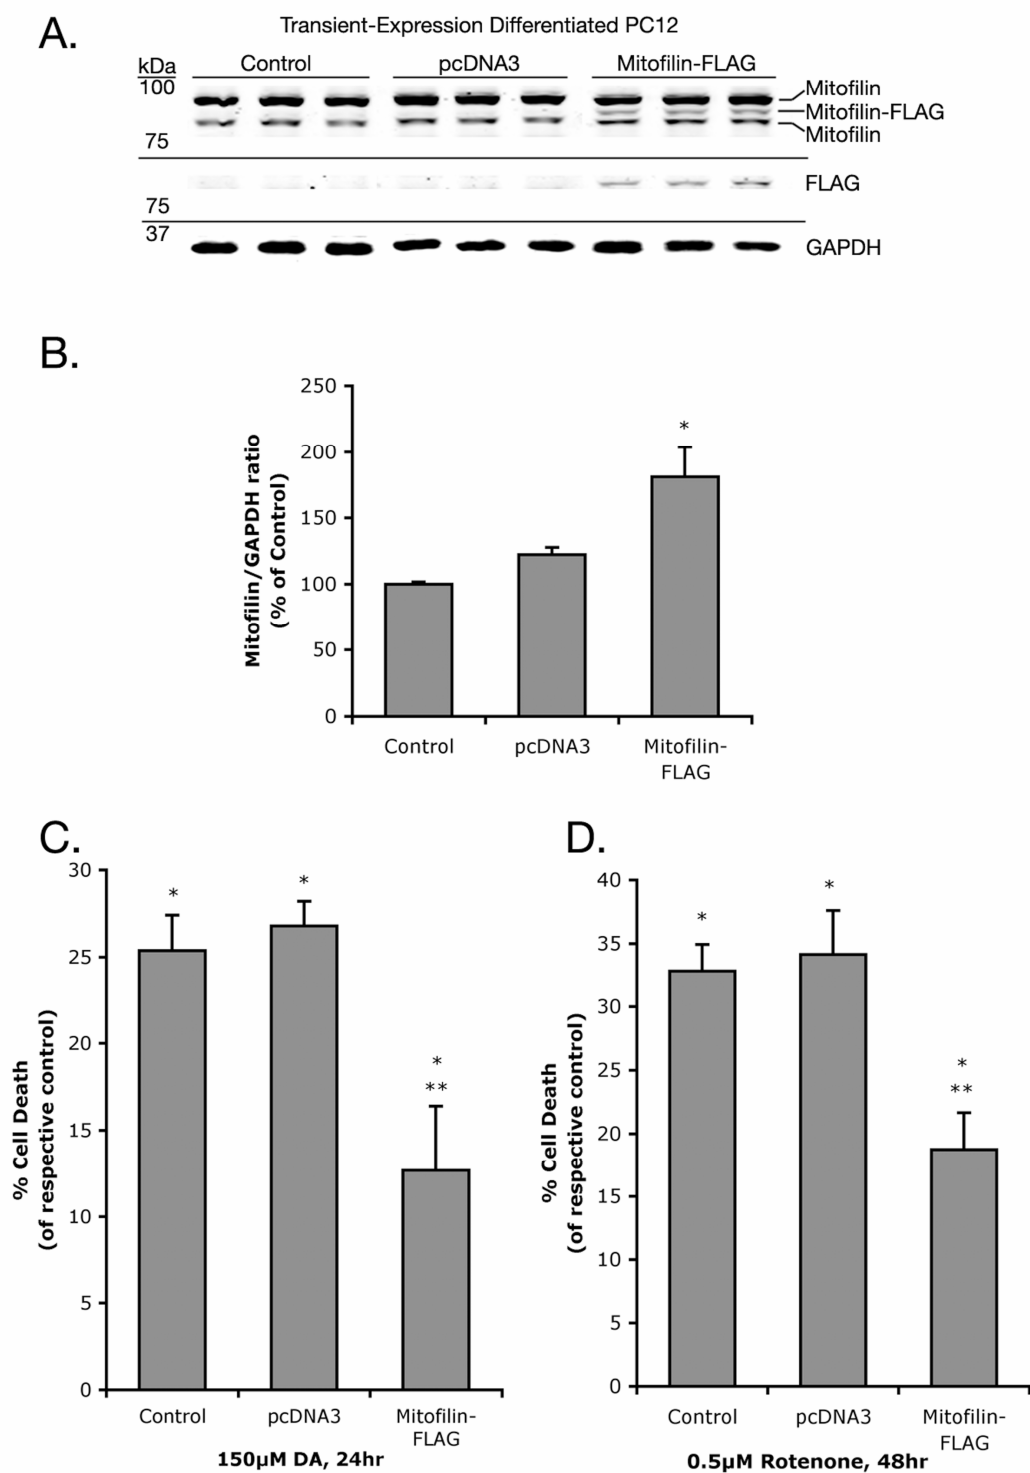 A.
Transient-Expression Differentiated PC12
kDa Control pcDNA3 Mitofilin-FLAG
100
Mitofilin
Mitofilin-FLAG
Mitofilin
75
FLAG
75
37
GAPDH
B.
Mitofilin/GAPDH ratio
(% of Control)
250
200
150
100
50
0
*
Control pcDNA3 Mitofilin-
FLAG
C.
% Cell Death
(of respective control)
30
25
20
15
10
5
0
* *
*
**
Control pcDNA3 Mitofilin-
FLAG
150µM DA, 24hr
D.
% Cell Death
(of respective control)
40
35
30
25
20
15
10
5
0
* *
*
**
Control pcDNA3 Mitofilin-
FLAG
0.5µM Rotenone, 48hr